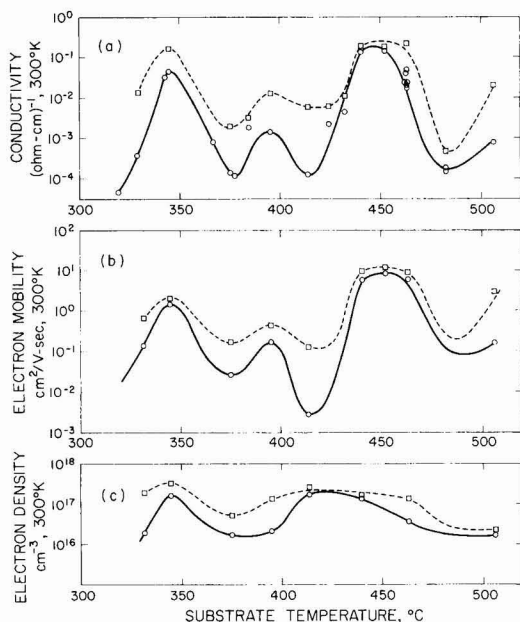 (a)
CONDUCTIVITY
(ohm-cm)⁻¹, 300°K
10⁰
10⁻¹
10⁻²
10⁻³
10⁻⁴
300 350 400 450 500
(b)
ELECTRON MOBILITY
cm²/V-sec, 300°K
10²
10¹
10⁰
10⁻¹
10⁻²
10⁻³
300 350 400 450 500
(c)
ELECTRON DENSITY
cm⁻³, 300°K
10¹⁸
10¹⁷
10¹⁶
300 350 400 450 500
SUBSTRATE TEMPERATURE, °C